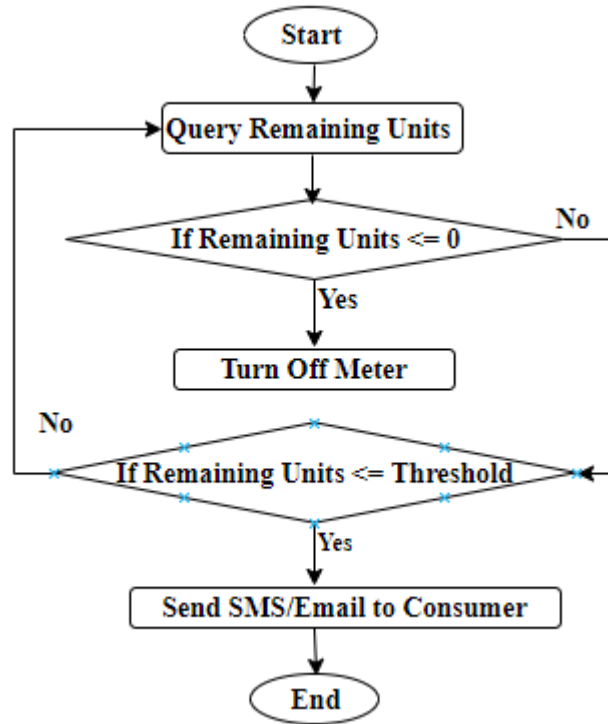 Start
Query Remaining Units
If Remaining Units <= 0
No
Yes
Turn Off Meter
No
If Remaining Units <= Threshold
Yes
Send SMS/Email to Consumer
End